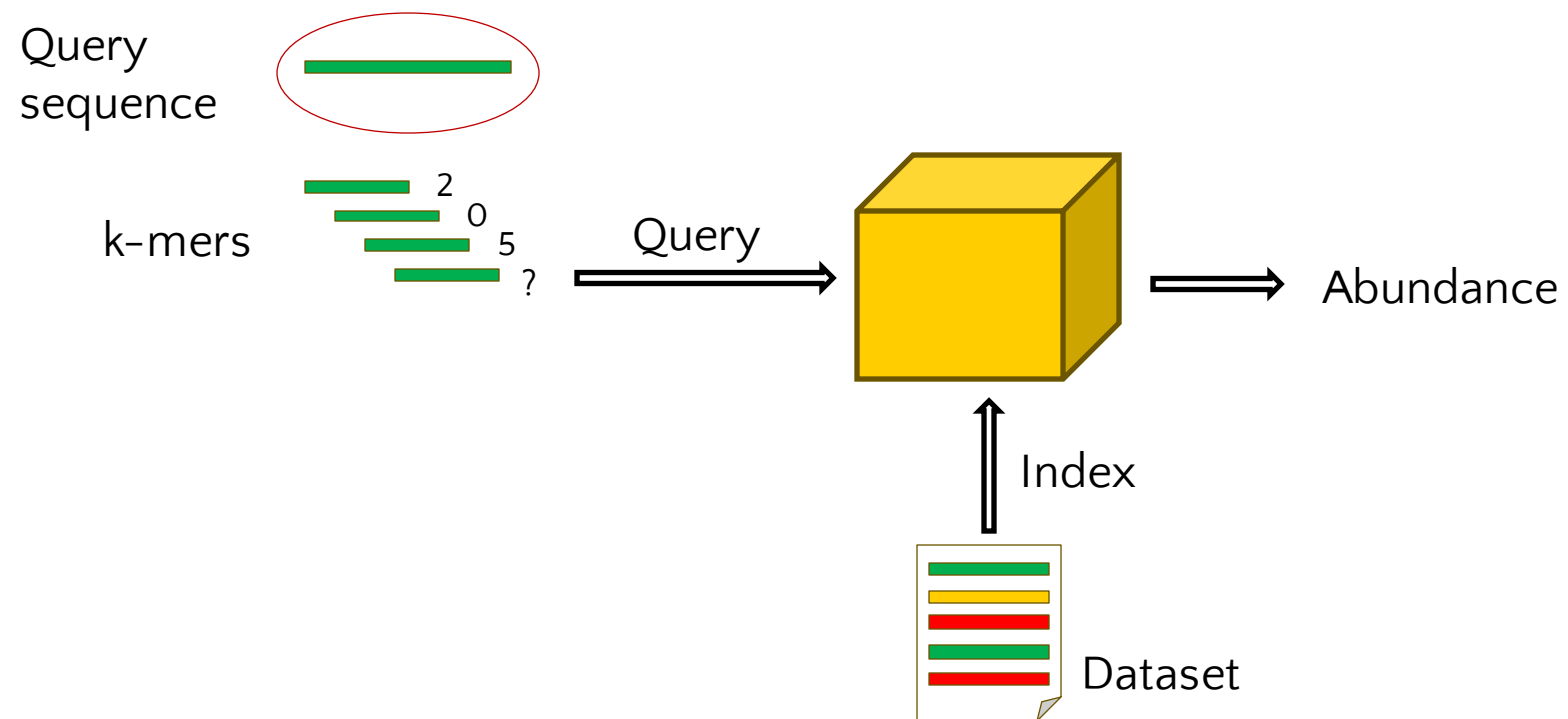 Query
sequence
k-mers
2
0
5
?
Query
Abundance
Index
Dataset